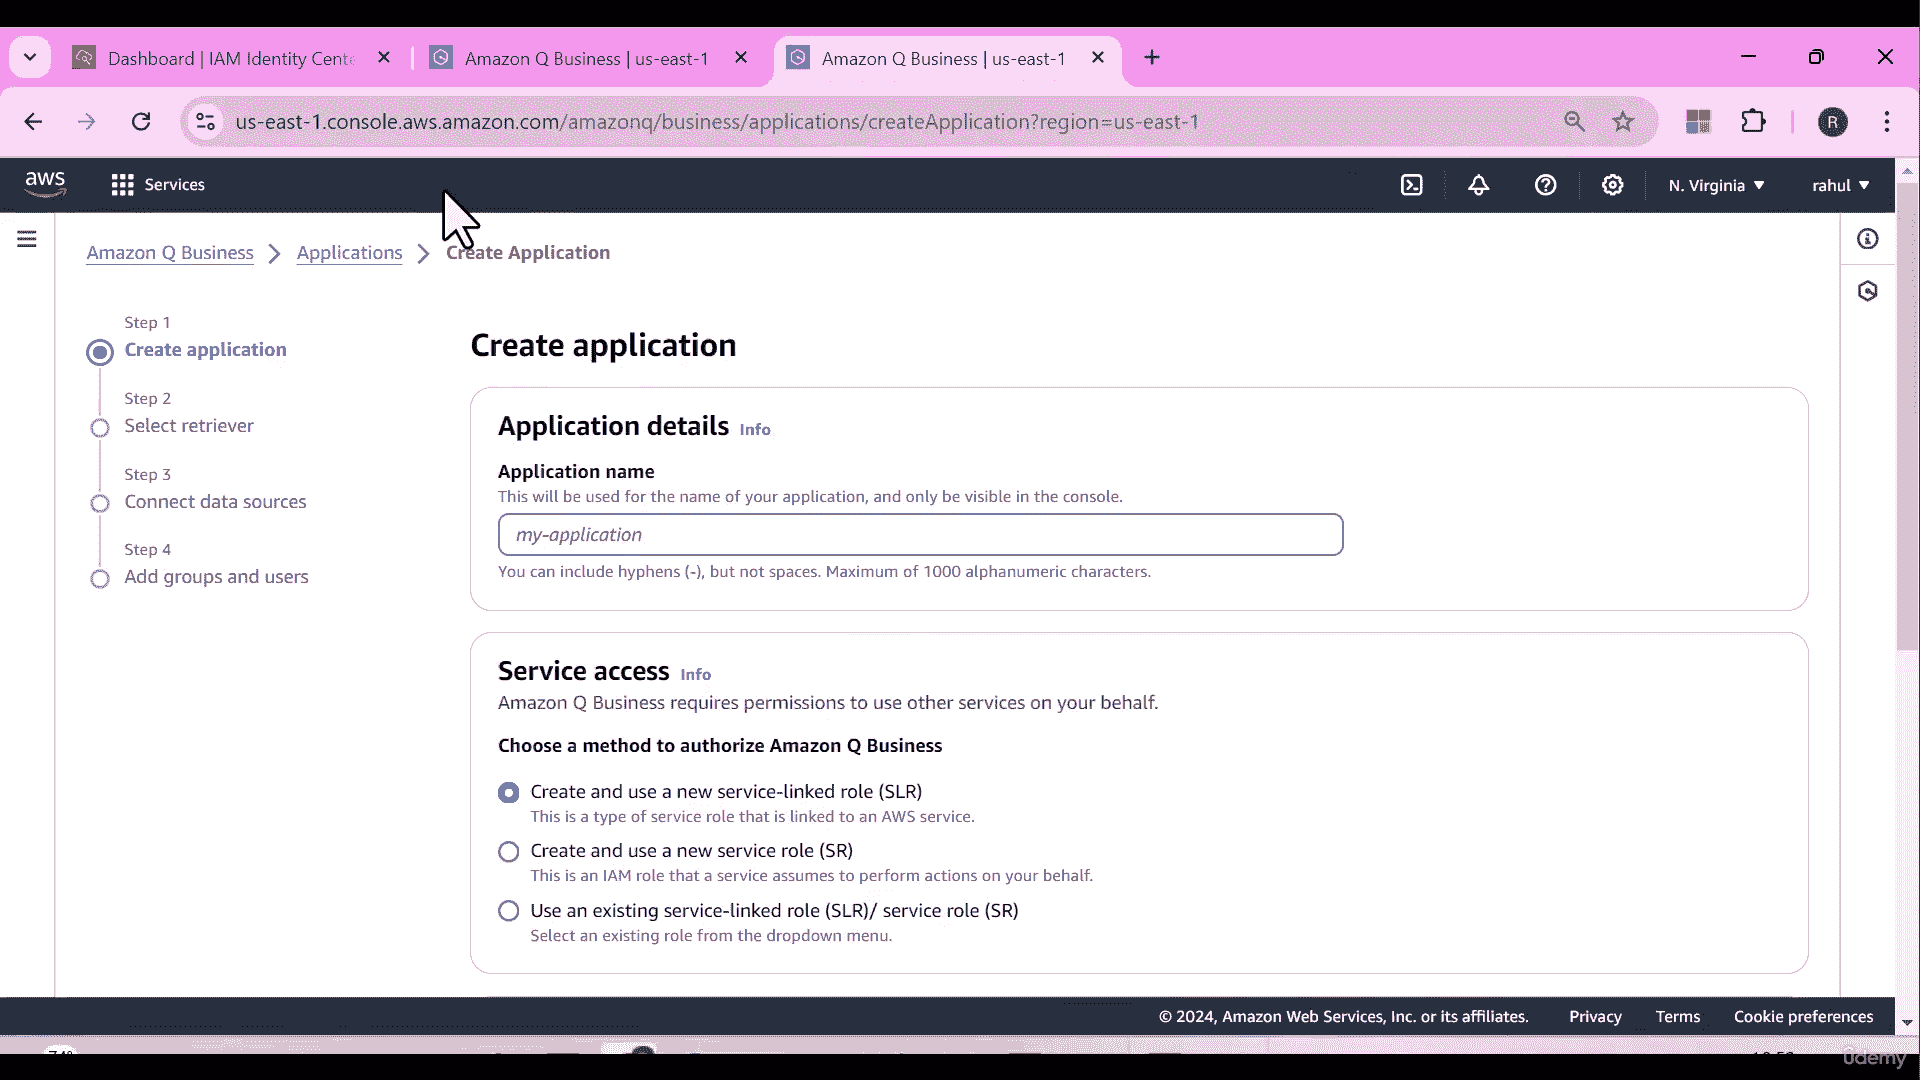 Dashboard | IAM Identity Cente
Amazon Q Business | us-east-1
Amazon Q Business | us-east-1
us-east-1.console.aws.amazon.com/amazonq/business/applications/createApplication?region=us-east-1
R
aws
Services
N. Virginia
rahul
Amazon Q Business
Applications
Create Application
Step 1
Create application
Step 2
Select retriever
Step 3
Connect data sources
Step 4
Add groups and users
Create application
Application details Info
Application name
This will be used for the name of your application, and only be visible in the console.
my-application
You can include hyphens (-), but not spaces. Maximum of 1000 alphanumeric characters.
Service access Info
Amazon Q Business requires permissions to use other services on your behalf.
Choose a method to authorize Amazon Q Business
Create and use a new service-linked role (SLR)
This is a type of service role that is linked to an AWS service.
Create and use a new service role (SR)
This is an IAM role that a service assumes to perform actions on your behalf.
Use an existing service-linked role (SLR)/ service role (SR)
Select an existing role from the dropdown menu.
© 2024, Amazon Web Services, Inc. or its affiliates.
Privacy
Terms
Cookie preferences
ûdemy